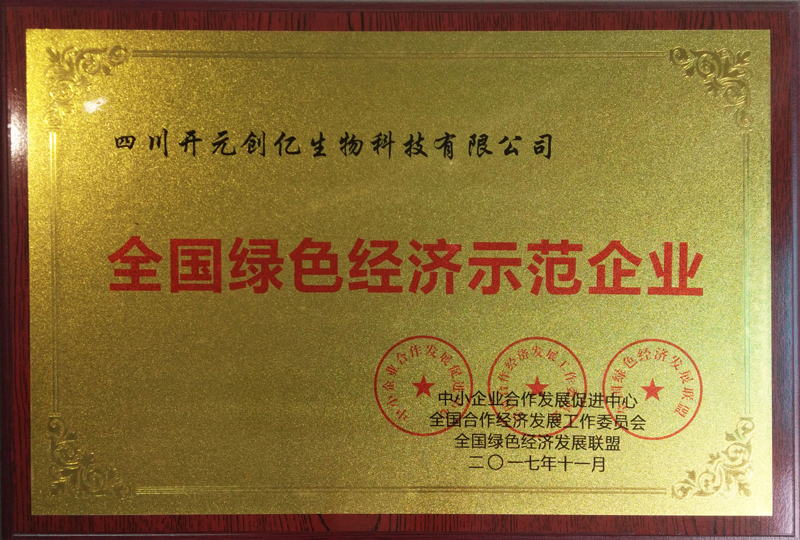 四川开元创亿生物科技有限公司
全国绿色经济示范企业
中小企业合作发展促进中心
全国合作经济发展工作委员会
全国绿色经济发展联盟
二〇一七年十一月